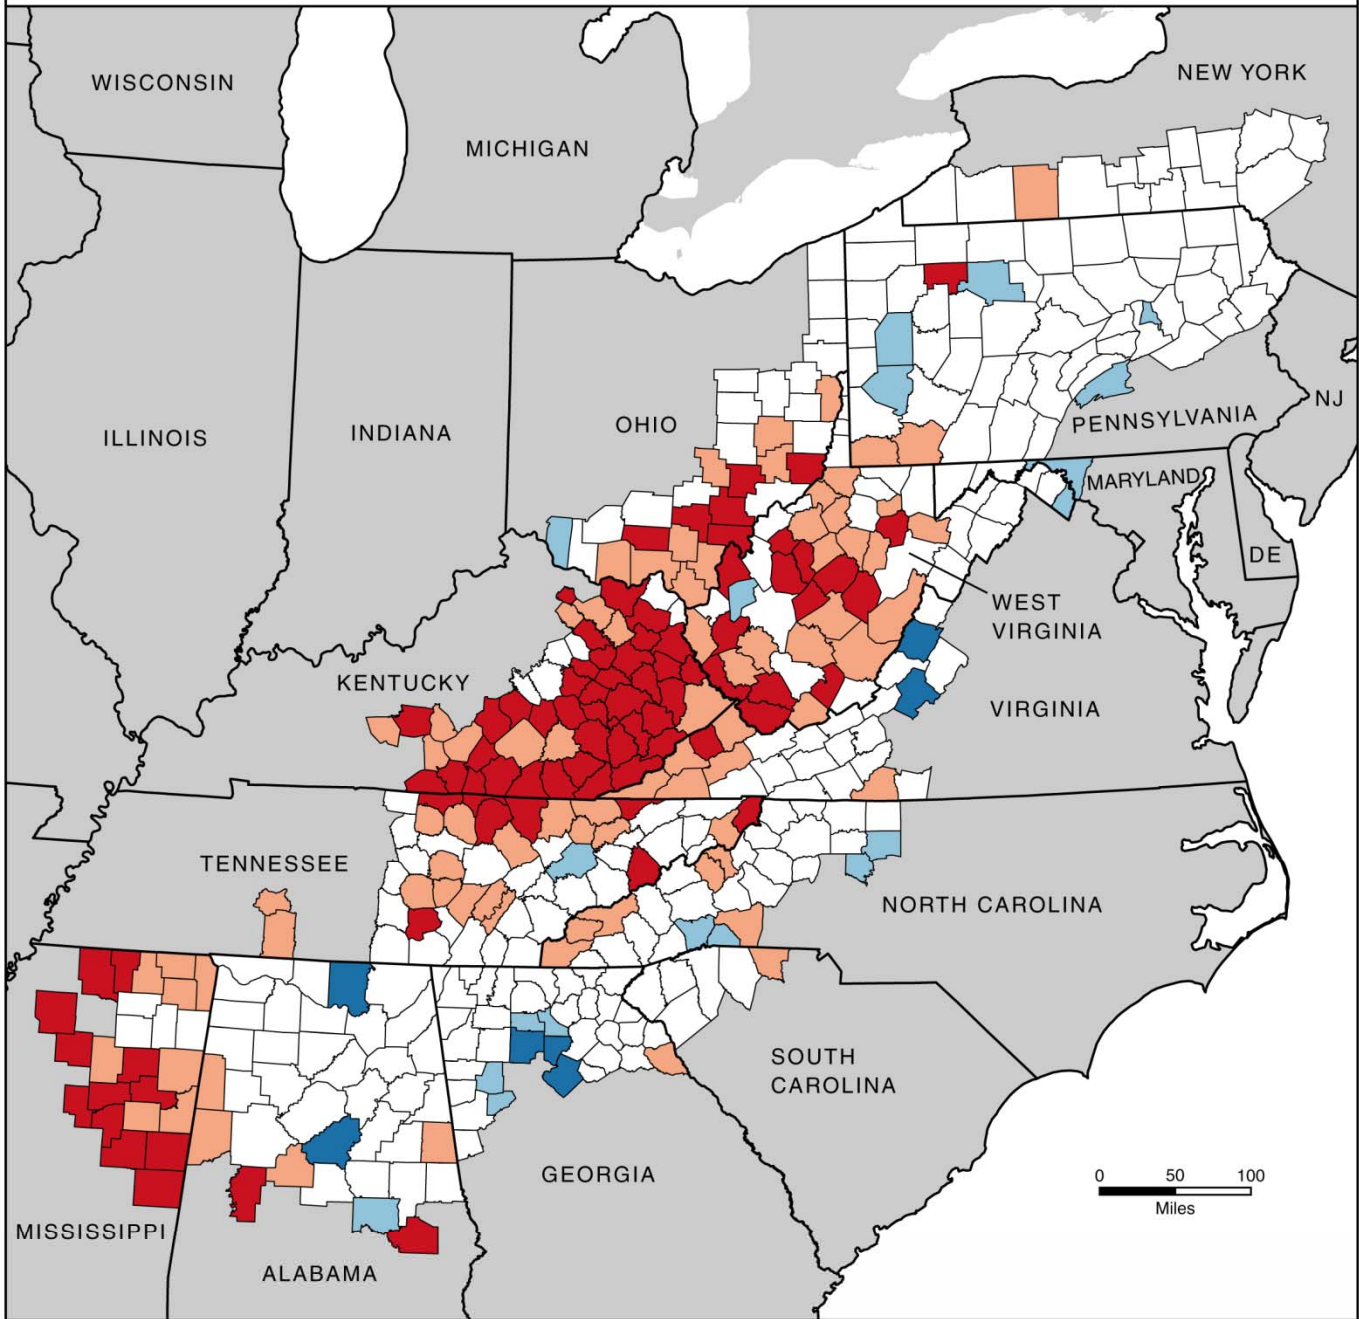 WISCONSIN
NEW YORK
MICHIGAN
ILLINOIS
INDIANA
OHIO
PENNSYLVANIA
NJ
MARYLAND
DE
WEST
VIRGINIA
KENTUCKY
VIRGINIA
TENNESSEE
NORTH CAROLINA
SOUTH
CAROLINA
GEORGIA
MISSISSIPPI
ALABAMA
0 50 100
Miles